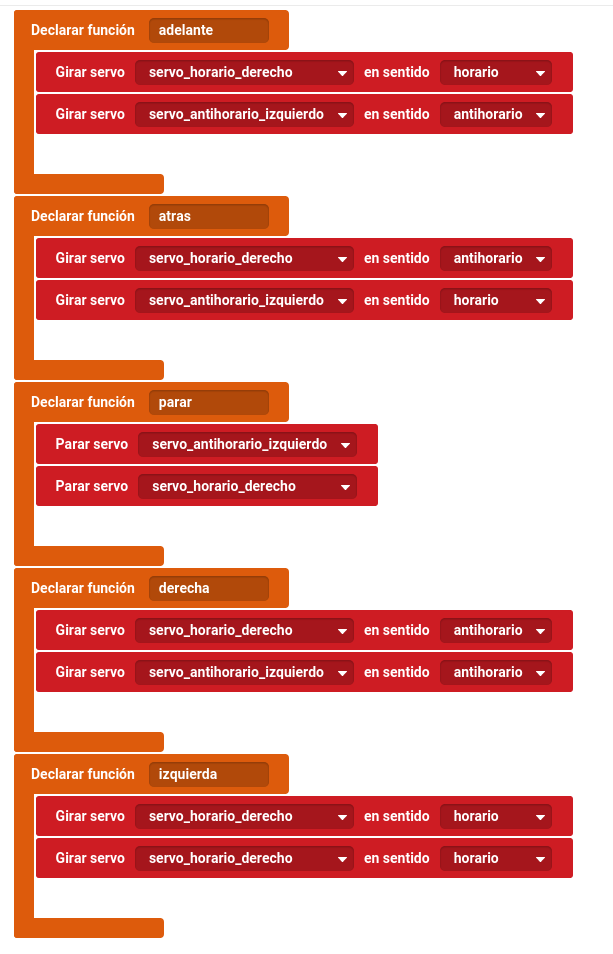 Declarar función adelante
Girar servo servo_horario_derecho en sentido horario
Girar servo servo_antihorario_izquierdo en sentido antihorario
Declarar función atras
Girar servo servo_horario_derecho en sentido antihorario
Girar servo servo_antihorario_izquierdo en sentido horario
Declarar función parar
Parar servo servo_antihorario_izquierdo
Parar servo servo_horario_derecho
Declarar función derecha
Girar servo servo_horario_derecho en sentido antihorario
Girar servo servo_antihorario_izquierdo en sentido antihorario
Declarar función izquierda
Girar servo servo_horario_derecho en sentido horario
Girar servo servo_horario_derecho en sentido horario